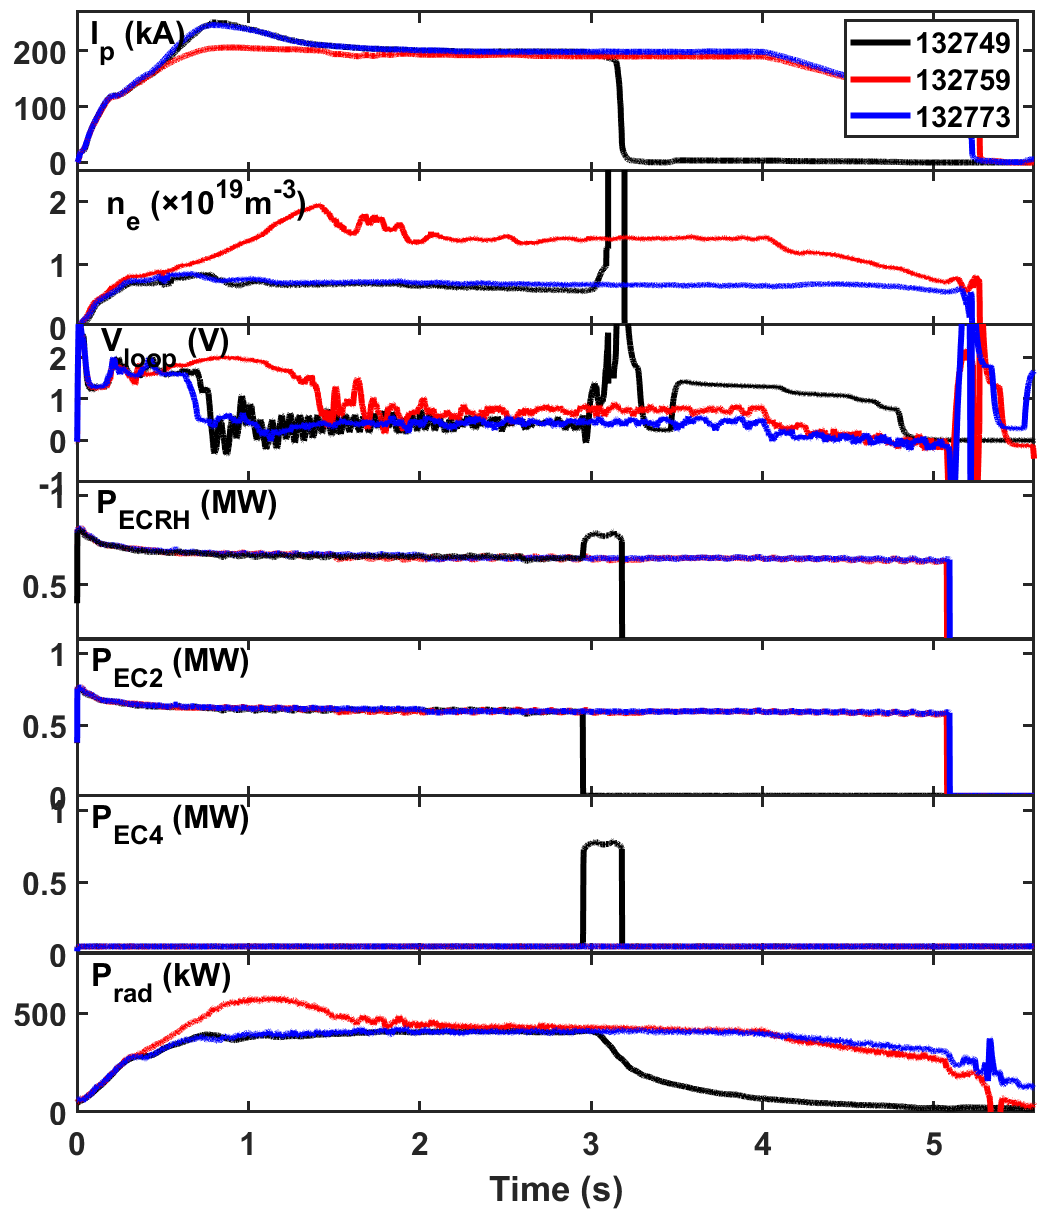 I_p (kA)
132749
132759
132773
200
100
0
n_e (×10^19 m^-3)
2
1
0
V_loop (V)
2
1
0
-1
P_ECRH (MW)
1
0.5
P_EC2 (MW)
1
0.5
0
P_EC4 (MW)
1
0.5
0
P_rad (kW)
500
0
0 1 2 3 4 5
Time (s)